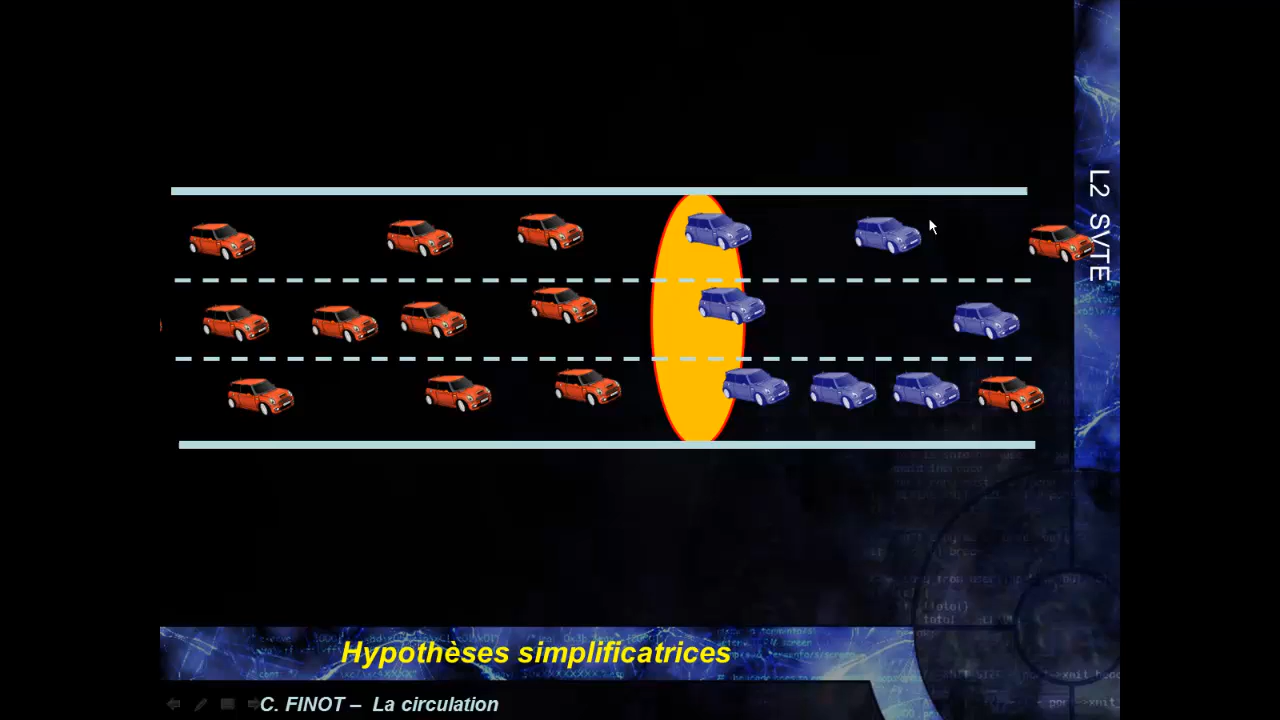 L2 SVTE
Hypothèses simplificatrices
C. FINOT – La circulation